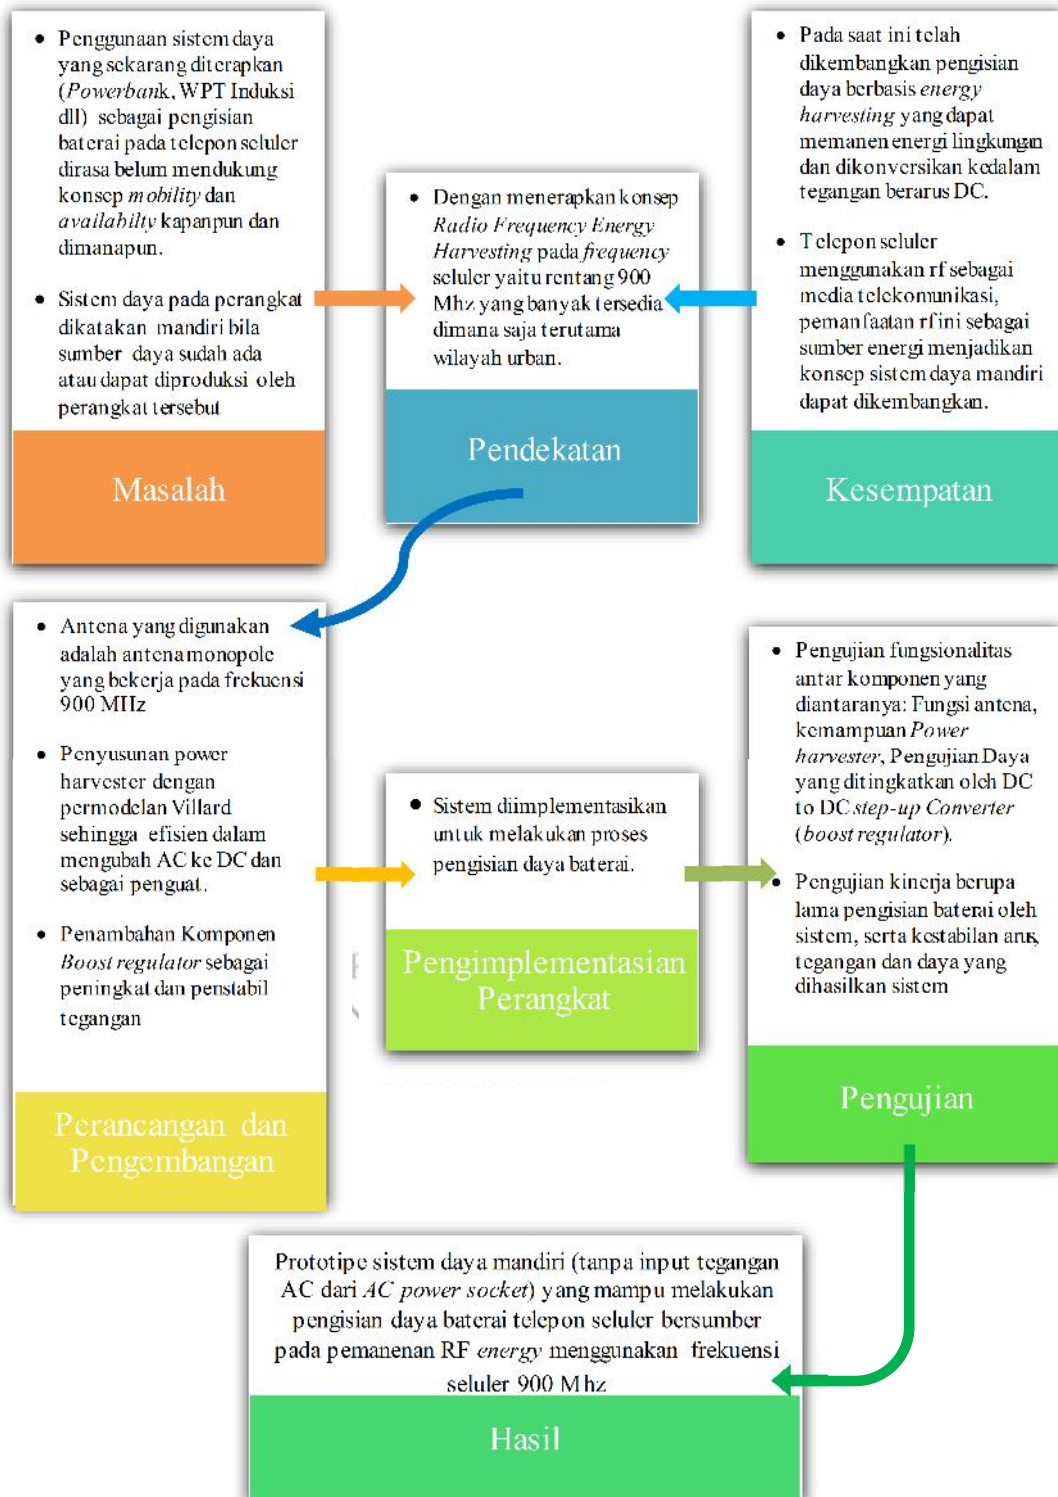 • Penggunaan sistem daya
yang sekarang diterapkan
(Powerbank, WPT Induksi
dll) sebagai pengisian
baterai pada telepon seluler
dirasa belum mendukung
konsep mobility dan
availabilty kapanpun dan
dimanapun.
• Sistem daya pada perangkat
dikatakan mandiri bila
sumber daya sudah ada
atau dapat diproduksi oleh
perangkat tersebut
Masalah
• Dengan menerapkan konsep
Radio Frequency Energy
Harvesting pada frequency
seluler yaitu rentang 900
Mhz yang banyak tersedia
dimana saja terutama
wilayah urban.
Pendekatan
• Pada saat ini telah
dikembangkan pengisian
daya berbasis energy
harvesting yang dapat
memanen energi lingkungan
dan dikonversikan kedalam
tegangan berarus DC.
• Telepon seluler
menggunakan rf sebagai
media telekomunikasi,
pemanfaatan rf ini sebagai
sumber energi menjadikan
konsep sistem daya mandiri
dapat dikembangkan.
Kesempatan
• Antena yang digunakan
adalah antena monopole
yang bekerja pada frekuensi
900 MHz
• Penyusunan power
harvester dengan
permodelan Villard
sehingga efisien dalam
mengubah AC ke DC dan
sebagai penguat.
• Penambahan Komponen
Boost regulator sebagai
peningkat dan penstabil
tegangan
Perancangan dan
Pengembangan
• Sistem diimplementasikan
untuk melakukan proses
pengisian daya baterai.
Pengimplementasian
Perangkat
• Pengujian fungsionalitas
antar komponen yang
diantaranya: Fungsi antena,
kemampuan Power
harvester, Pengujian Daya
yang ditingkatkan oleh DC
to DC step-up Converter
(boost regulator).
• Pengujian kinerja berupa
lama pengisian baterai oleh
sistem, serta kestabilan arus,
tegangan dan daya yang
dihasilkan sistem
Pengujian
Prototipe sistem daya mandiri (tanpa input tegangan
AC dari AC power socket) yang mampu melakukan
pengisian daya baterai telepon seluler bersumber
pada pemanenan RF energy menggunakan frekuensi
seluler 900 Mhz
Hasil